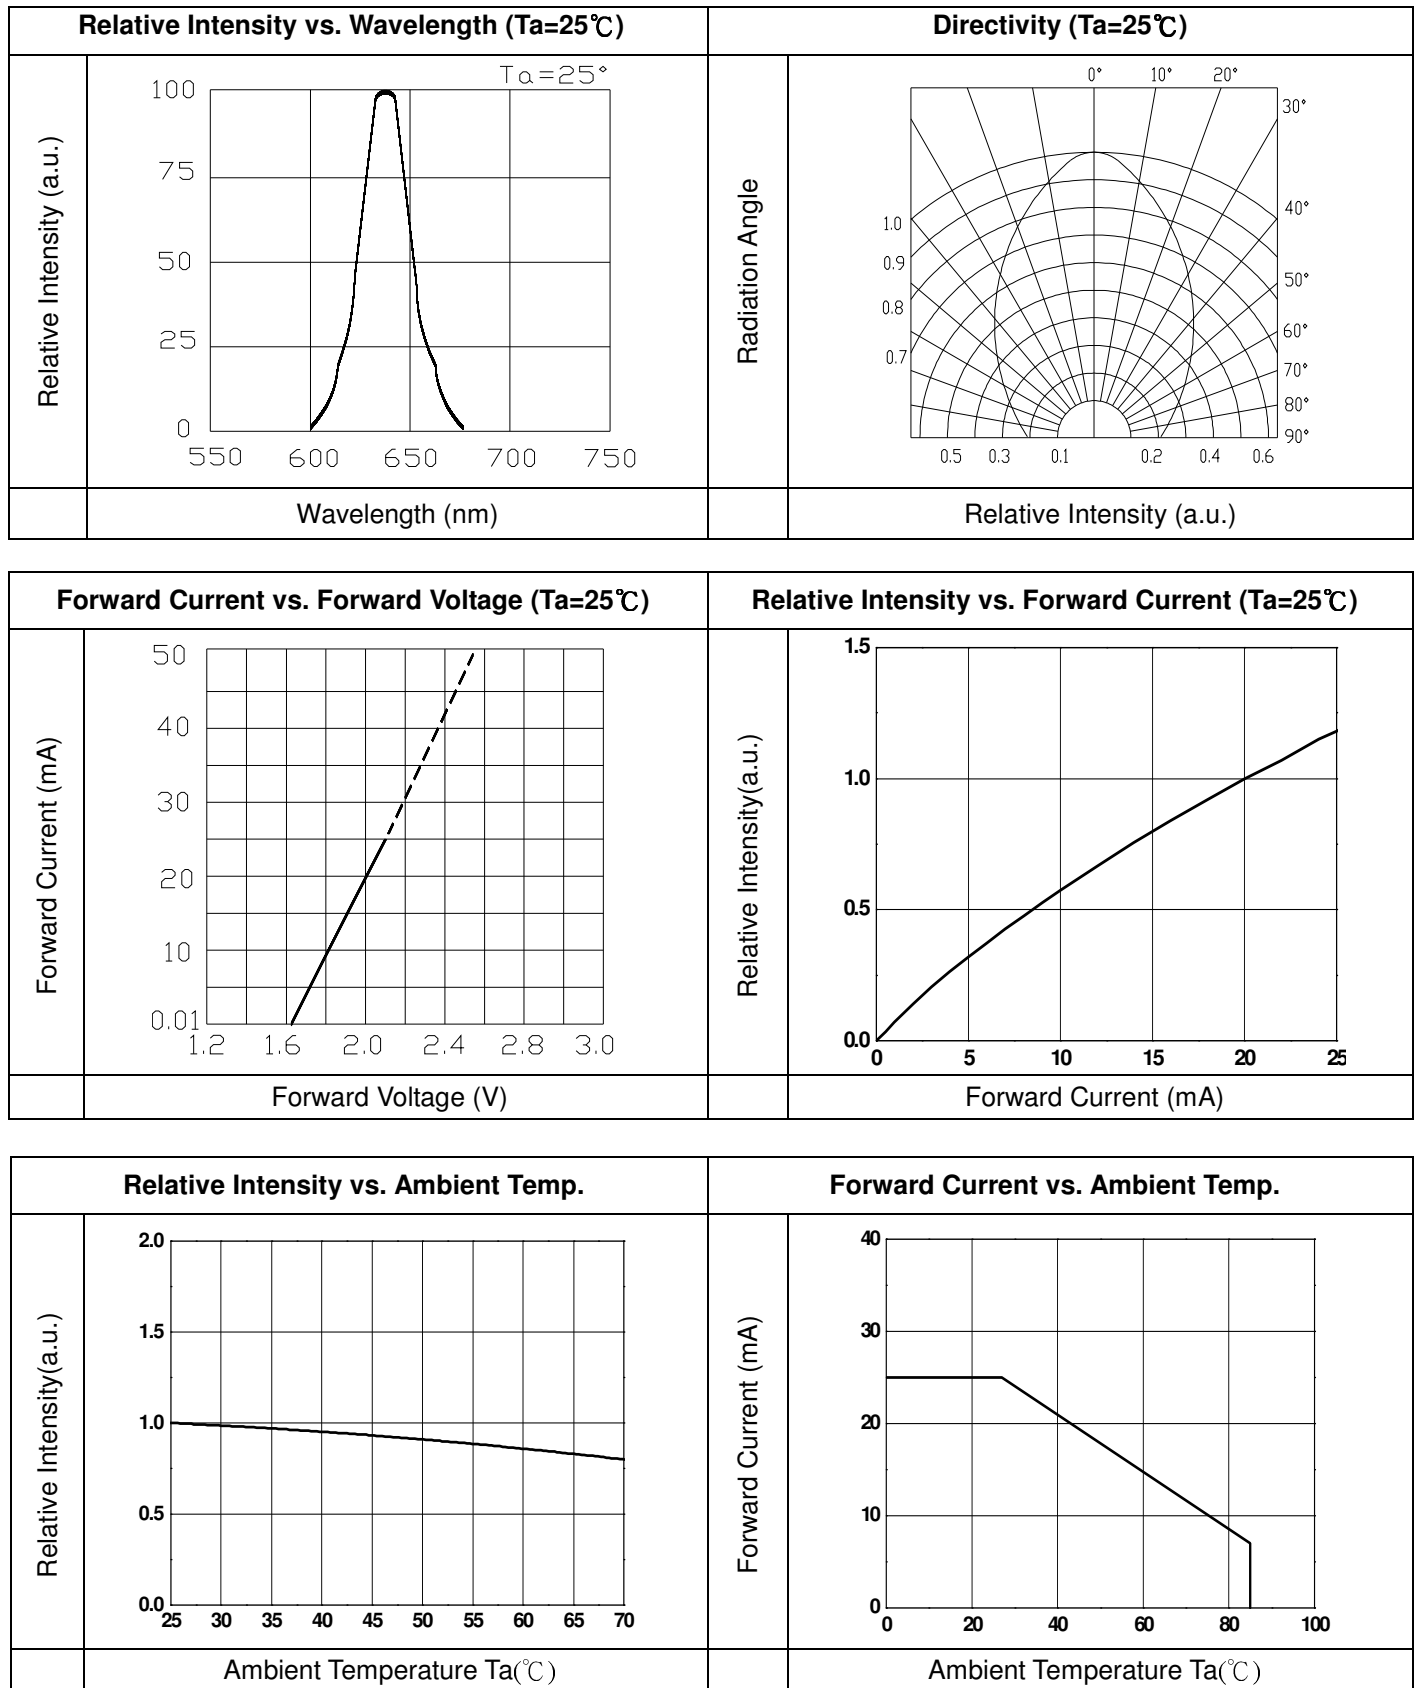 Relative Intensity vs. Wavelength (Ta=25℃)
Directivity (Ta=25℃)
Relative Intensity (a.u.)
Ta=25°
100
75
50
25
0
550 600 650 700 750
Wavelength (nm)
Radiation Angle
0° 10° 20°
30°
40°
50°
60°
70°
80°
90°
1.0
0.9
0.8
0.7
0.5 0.3 0.1 0.2 0.4 0.6
Relative Intensity (a.u.)
Forward Current vs. Forward Voltage (Ta=25℃)
Relative Intensity vs. Forward Current (Ta=25℃)
Forward Current (mA)
50
40
30
20
10
0.01
1.2 1.6 2.0 2.4 2.8 3.0
Forward Voltage (V)
Relative Intensity(a.u.)
1.5
1.0
0.5
0.0
0 5 10 15 20 25
Forward Current (mA)
Relative Intensity vs. Ambient Temp.
Forward Current vs. Ambient Temp.
Relative Intensity(a.u.)
2.0
1.5
1.0
0.5
0.0
25 30 35 40 45 50 55 60 65 70
Ambient Temperature Ta(℃)
Forward Current (mA)
40
30
20
10
0
0 20 40 60 80 100
Ambient Temperature Ta(℃)